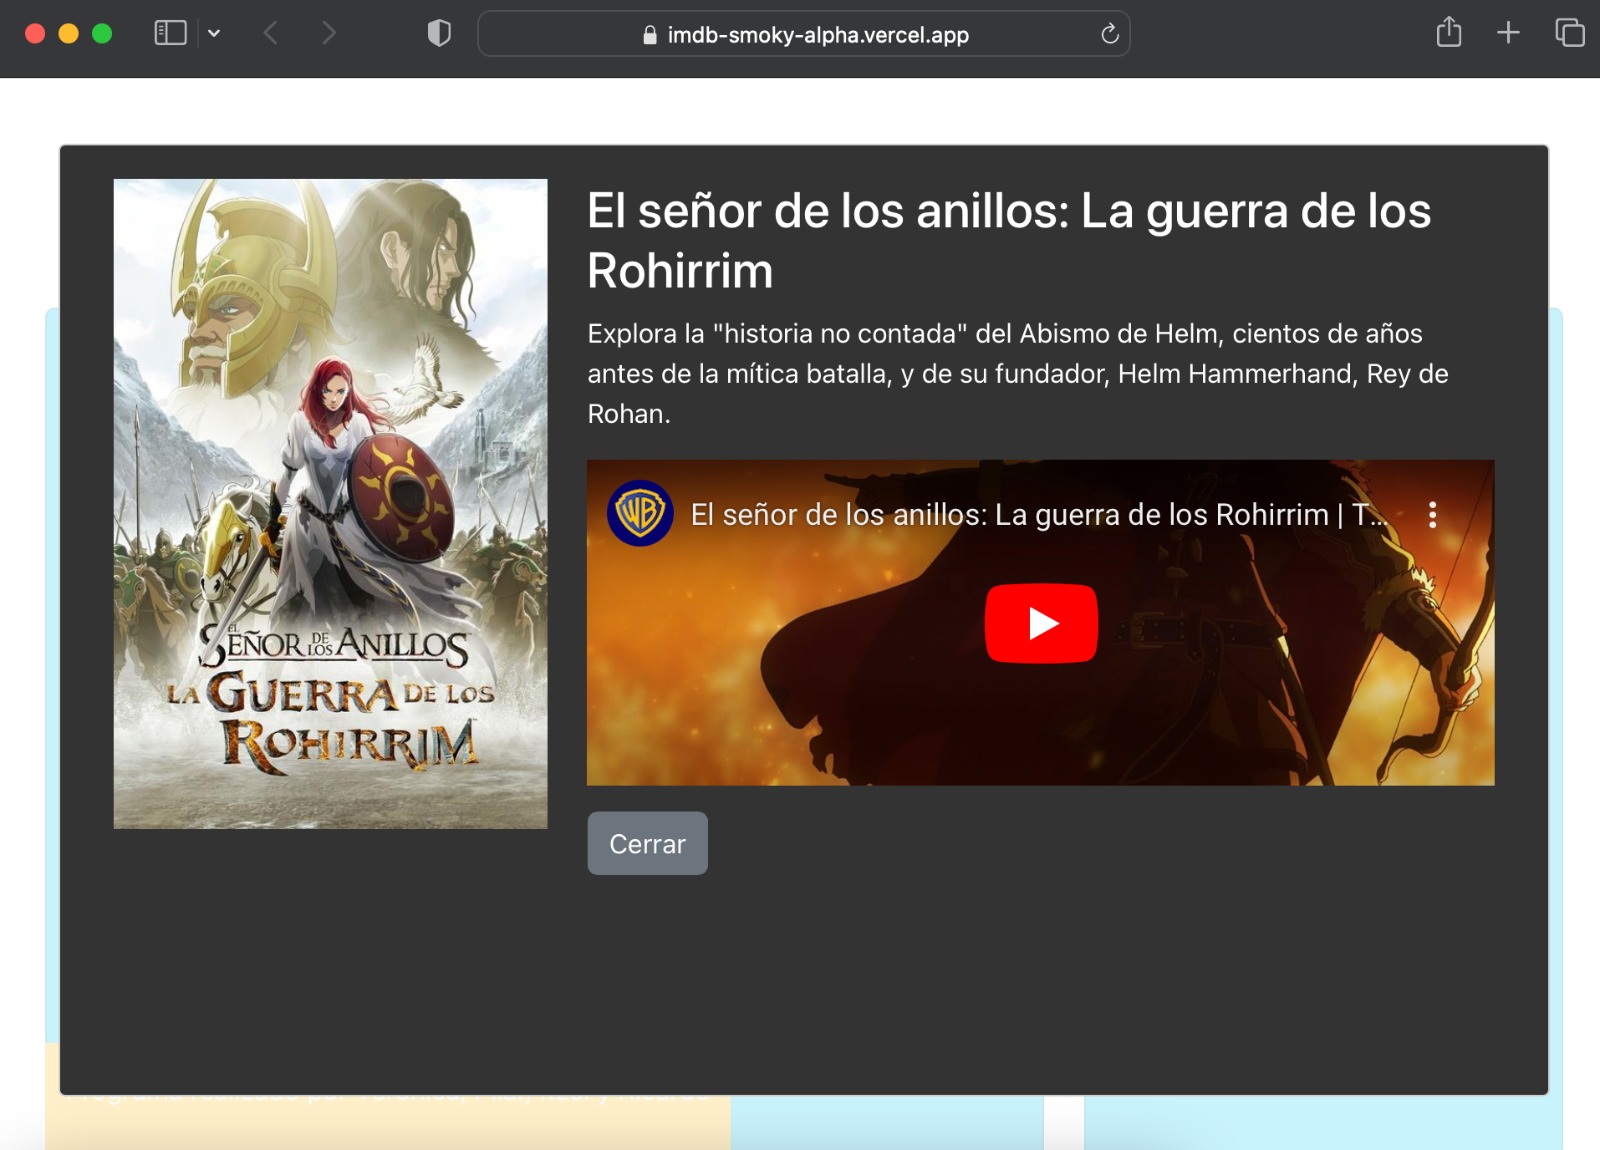 imdb-smoky-alpha.vercel.app
EL SEÑOR DE LOS ANILLOS
LA GUERRA DE LOS
ROHIRRIM
El señor de los anillos: La guerra de los
Rohirrim
Explora la "historia no contada" del Abismo de Helm, cientos de años
antes de la mítica batalla, y de su fundador, Helm Hammerhand, Rey de
Rohan.
WB
El señor de los anillos: La guerra de los Rohirrim | T...
Cerrar